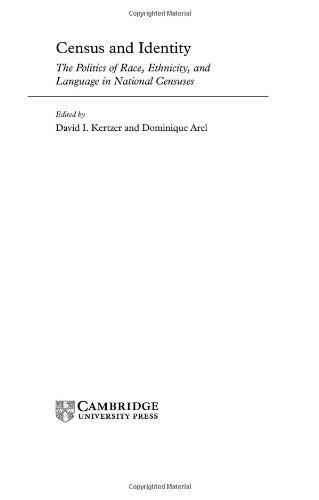 Copyrighted Material
Census and Identity
The Politics of Race, Ethnicity, and
Language in National Censuses
Edited by
David I. Kertzer and Dominique Arel
CAMBRIDGE
UNIVERSITY PRESS
Copyrighted Material